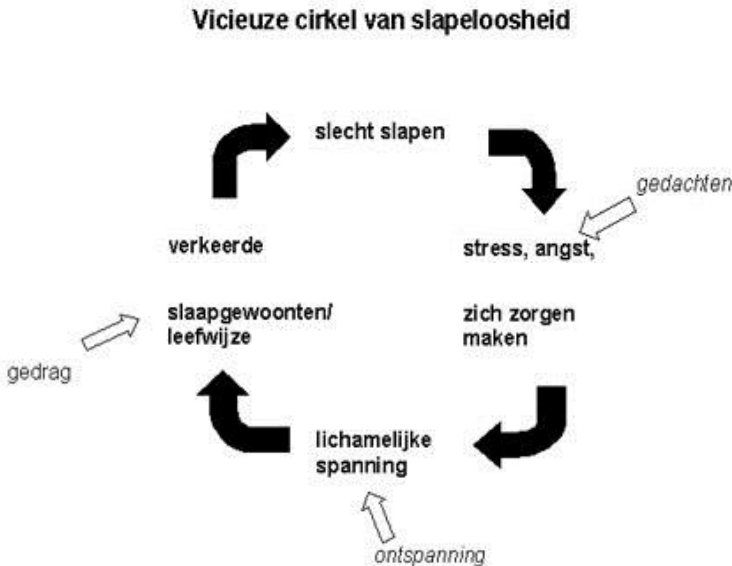 Vicieuze cirkel van slapeloosheid
slecht slapen
gedachten
stress, angst,
zich zorgen
maken
lichamelijke
spanning
ontspanning
verkeerde
slaapgewoonten/
leefwijze
gedrag